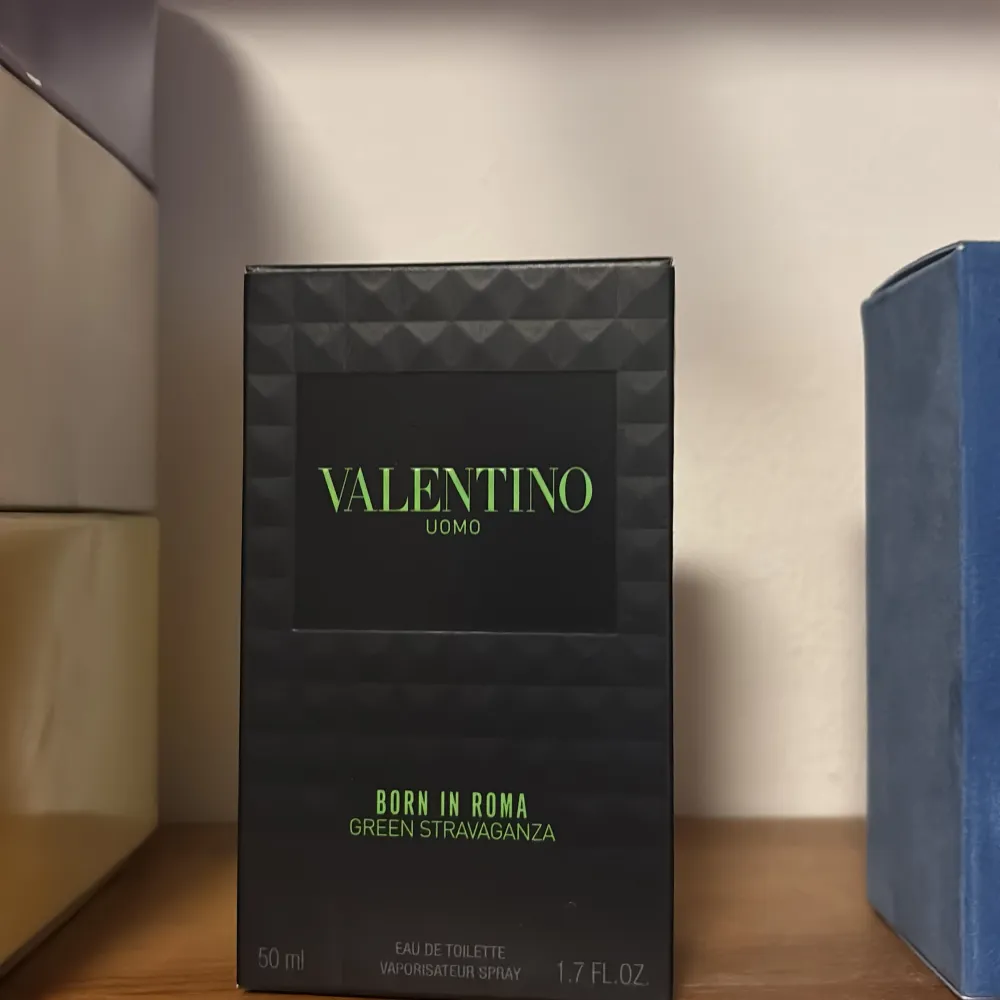 VALENTINO
UOMO
BORN IN ROMA
GREEN STRAVAGANZA
EAU DE TOILETTE
50 ml VAPORISATEUR SPRAY 1.7 FL.OZ.